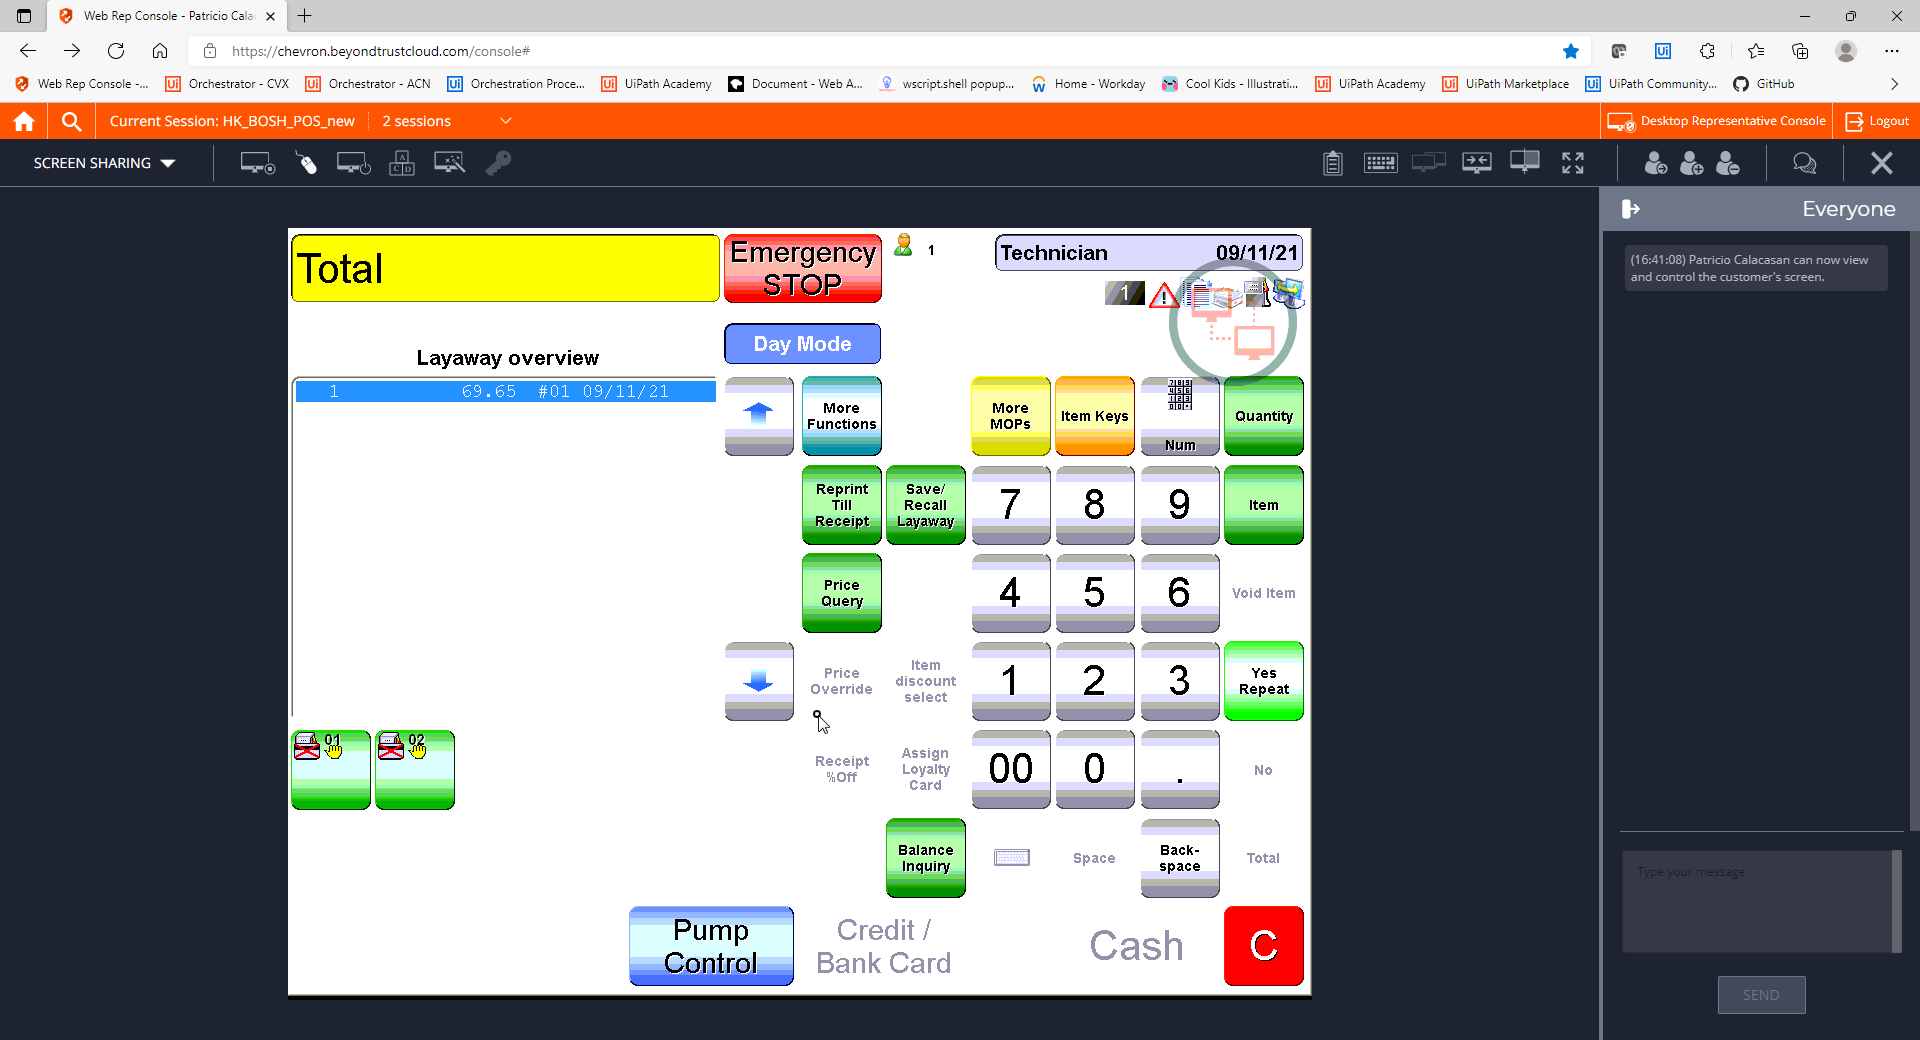 Web Rep Console - Patricio Cala
https://chevron.beyondtrustcloud.com/console#
Web Rep Console -...
Orchestrator - CVX
Orchestrator - ACN
Orchestration Proce...
UiPath Academy
Document - Web A...
wscript.shell popup...
Home - Workday
Cool Kids - Illustrati...
UiPath Academy
UiPath Marketplace
UiPath Community...
GitHub
Current Session: HK_BOSH_POS_new
2 sessions
Desktop Representative Console
Logout
SCREEN SHARING
Everyone
(16:41:08) Patricio Calacasan can now view
and control the customer's screen.
Total
Emergency
STOP
1
Technician
09/11/21
1
Day Mode
Layaway overview
1 69.65 #01 09/11/21
More
Functions
More
MOPs
Item Keys
Num
Quantity
Reprint
Till
Receipt
Save/
Recall
Layaway
7
8
9
Item
Price
Query
4
5
6
Void Item
Price
Override
Item
discount
select
1
2
3
Yes
Repeat
01
02
Receipt
%Off
Assign
Loyalty
Card
00
0
.
No
Balance
Inquiry
Space
Back-
space
Total
Pump
Control
Credit /
Bank Card
Cash
C
Type your message
SEND